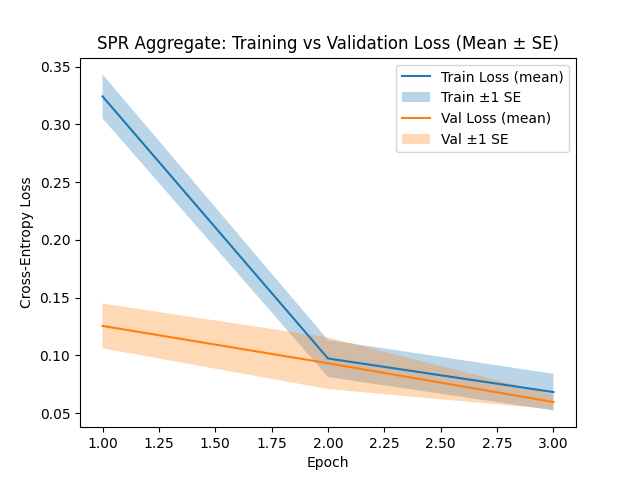 SPR Aggregate: Training vs Validation Loss (Mean ± SE)
Train Loss (mean)
Train ±1 SE
Val Loss (mean)
Val ±1 SE
Cross-Entropy Loss
0.35
0.30
0.25
0.20
0.15
0.10
0.05
1.00 1.25 1.50 1.75 2.00 2.25 2.50 2.75 3.00
Epoch